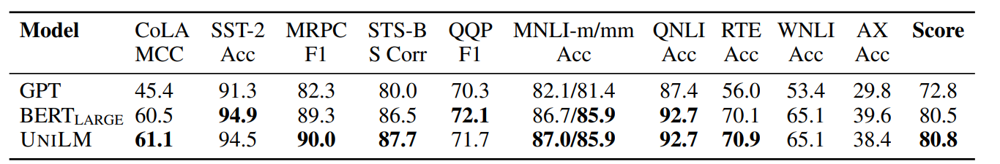 Model CoLA SST-2 MRPC STS-B QQP MNLI-m/mm QNLI RTE WNLI AX Score
MCC Acc F1 S Corr F1 Acc Acc Acc Acc Acc
GPT 45.4 91.3 82.3 80.0 70.3 82.1/81.4 87.4 56.0 53.4 29.8 72.8
BERTLARGE 60.5 94.9 89.3 86.5 72.1 86.7/85.9 92.7 70.1 65.1 39.6 80.5
UNILM 61.1 94.5 90.0 87.7 71.7 87.0/85.9 92.7 70.9 65.1 38.4 80.8